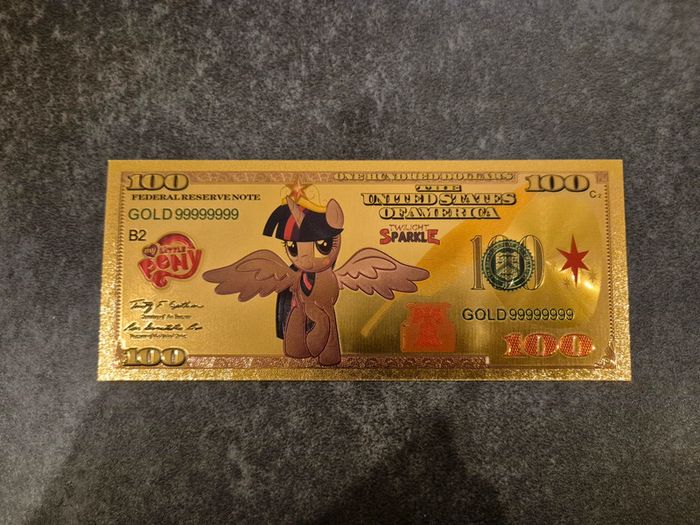 100
ONE HUNDRED DOLLARS
100
C2
FEDERAL RESERVE NOTE
THE
UNITED STATES
OF AMERICA
GOLD 99999999
B2
MY LITTLE
PONY
TWILIGHT
SPARKLE
100
GOLD 99999999
100
100